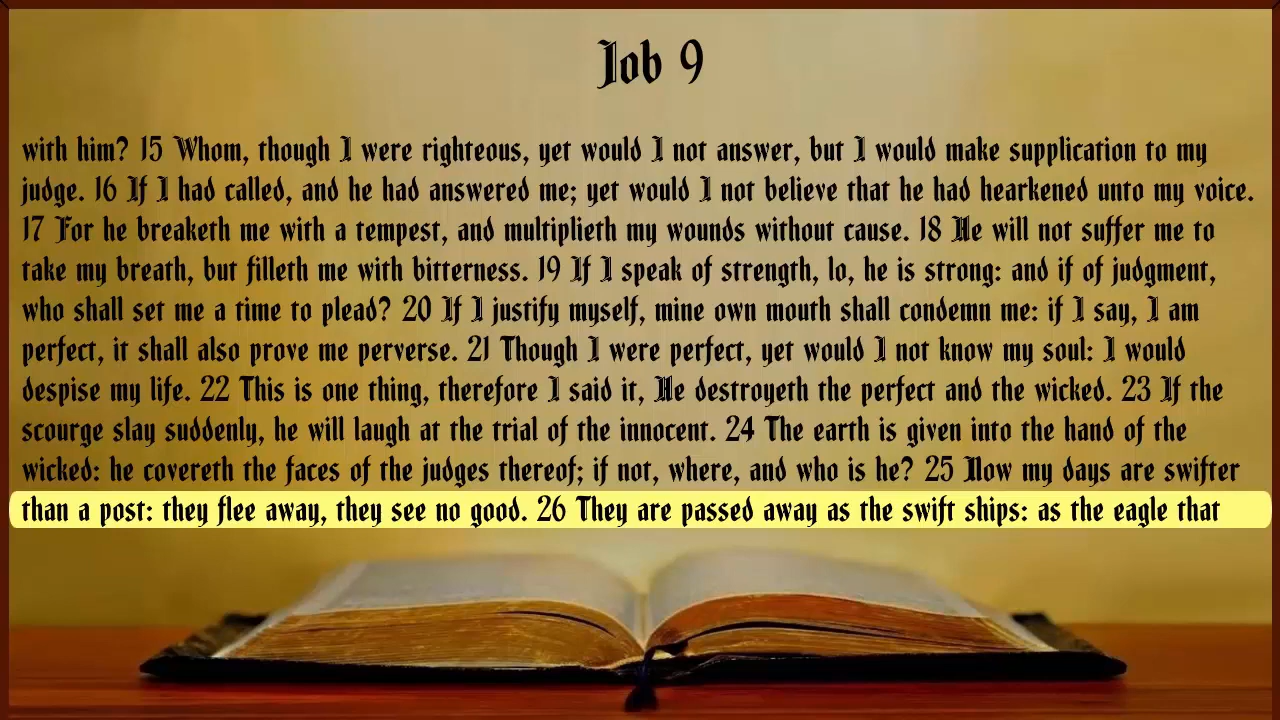 Job 9
with him? 15 Whom, though I were righteous, yet would I not answer, but I would make supplication to my
judge. 16 If I had called, and he had answered me; yet would I not believe that he had hearkened unto my voice.
17 For he breaketh me with a tempest, and multiplieth my wounds without cause. 18 He will not suffer me to
take my breath, but filleth me with bitterness. 19 If I speak of strength, lo, he is strong: and if of judgment,
who shall set me a time to plead? 20 If I justify myself, mine own mouth shall condemn me: if I say, I am
perfect, it shall also prove me perverse. 21 Though I were perfect, yet would I not know my soul: I would
despise my life. 22 This is one thing, therefore I said it, He destroyeth the perfect and the wicked. 23 If the
scourge slay suddenly, he will laugh at the trial of the innocent. 24 The earth is given into the hand of the
wicked: he covereth the faces of the judges thereof; if not, where, and who is he? 25 Now my days are swifter
than a post: they flee away, they see no good. 26 They are passed away as the swift ships: as the eagle that